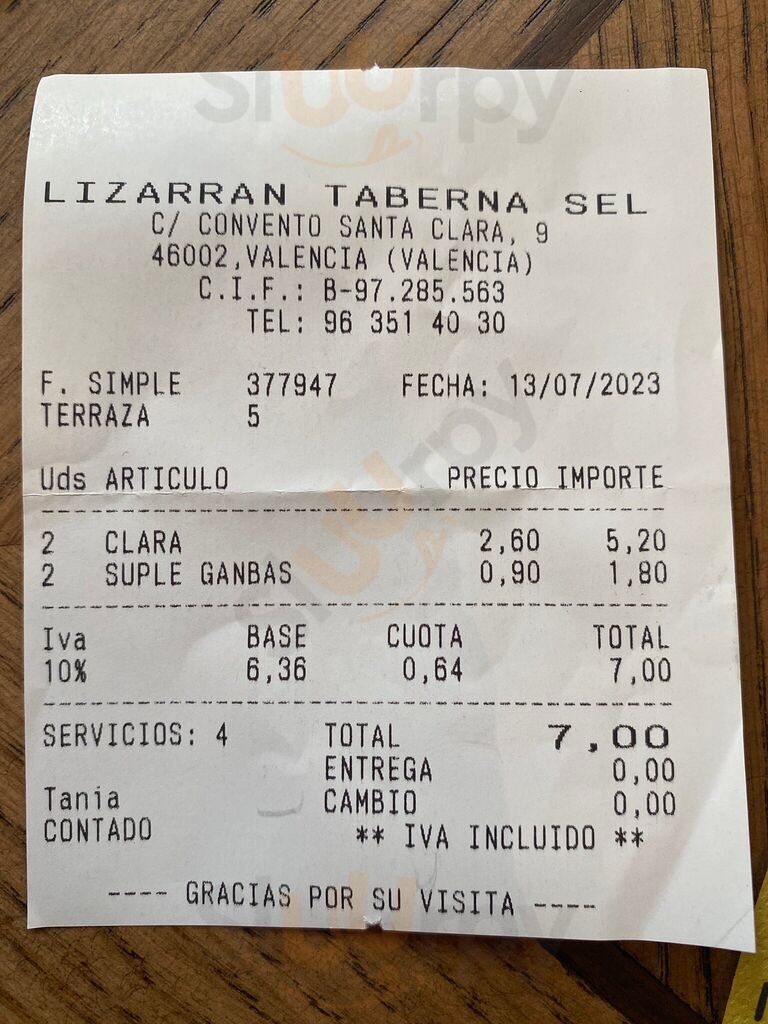 Sluurpy
LIZARRAN TABERNA SEL
C/ CONVENTO SANTA CLARA, 9
46002,VALENCIA (VALENCIA)
C.I.F.: B-97.285.563
TEL: 96 351 40 30
F. SIMPLE 377947 FECHA: 13/07/2023
TERRAZA 5
Uds ARTICULO PRECIO IMPORTE
2 CLARA 2,60 5,20
2 SUPLE GANBAS 0,90 1,80
Iva BASE CUOTA TOTAL
10% 6,36 0,64 7,00
SERVICIOS: 4 TOTAL 7,00
ENTREGA 0,00
Tania CAMBIO 0,00
CONTADO ** IVA INCLUIDO **
---- GRACIAS POR SU VISITA ----